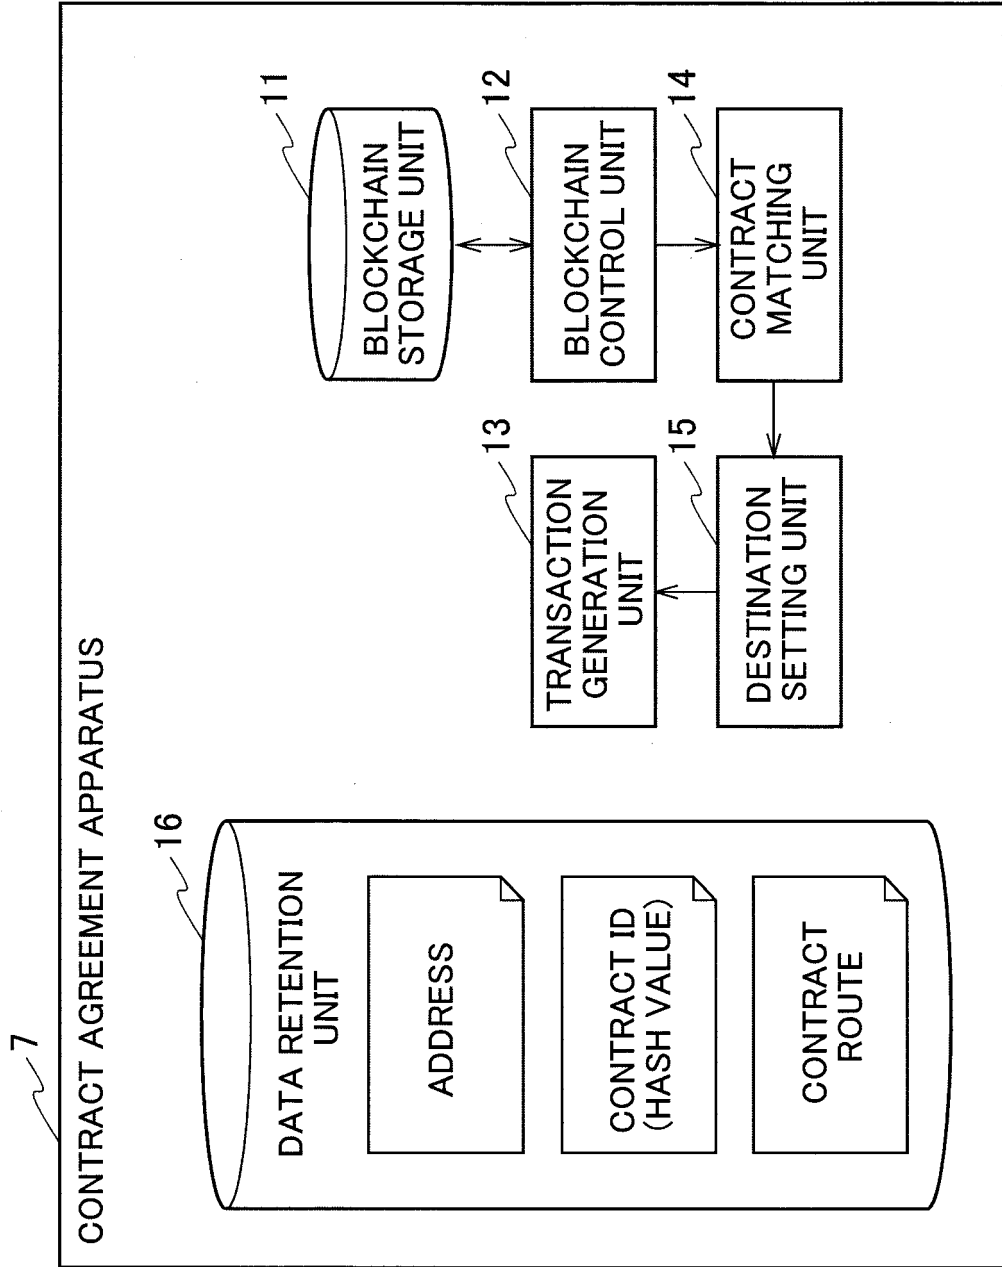 7
CONTRACT AGREEMENT APPARATUS
16
DATA RETENTION
UNIT
ADDRESS
CONTRACT ID
(HASH VALUE)
CONTRACT
ROUTE
13
TRANSACTION
GENERATION
UNIT
15
DESTINATION
SETTING UNIT
11
BLOCKCHAIN
STORAGE UNIT
12
BLOCKCHAIN
CONTROL UNIT
14
CONTRACT
MATCHING
UNIT